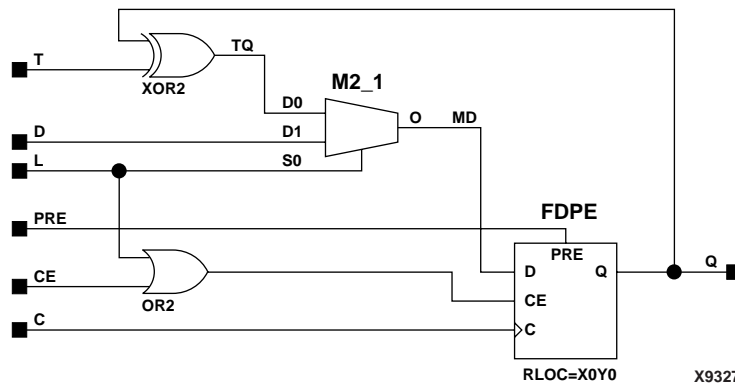 T
TQ
XOR2
M2_1
D0
D
D1
O
MD
L
S0
PRE
FDPE
PRE
D
Q
Q
CE
OR2
CE
C
C
RLOC=X0Y0
X9327